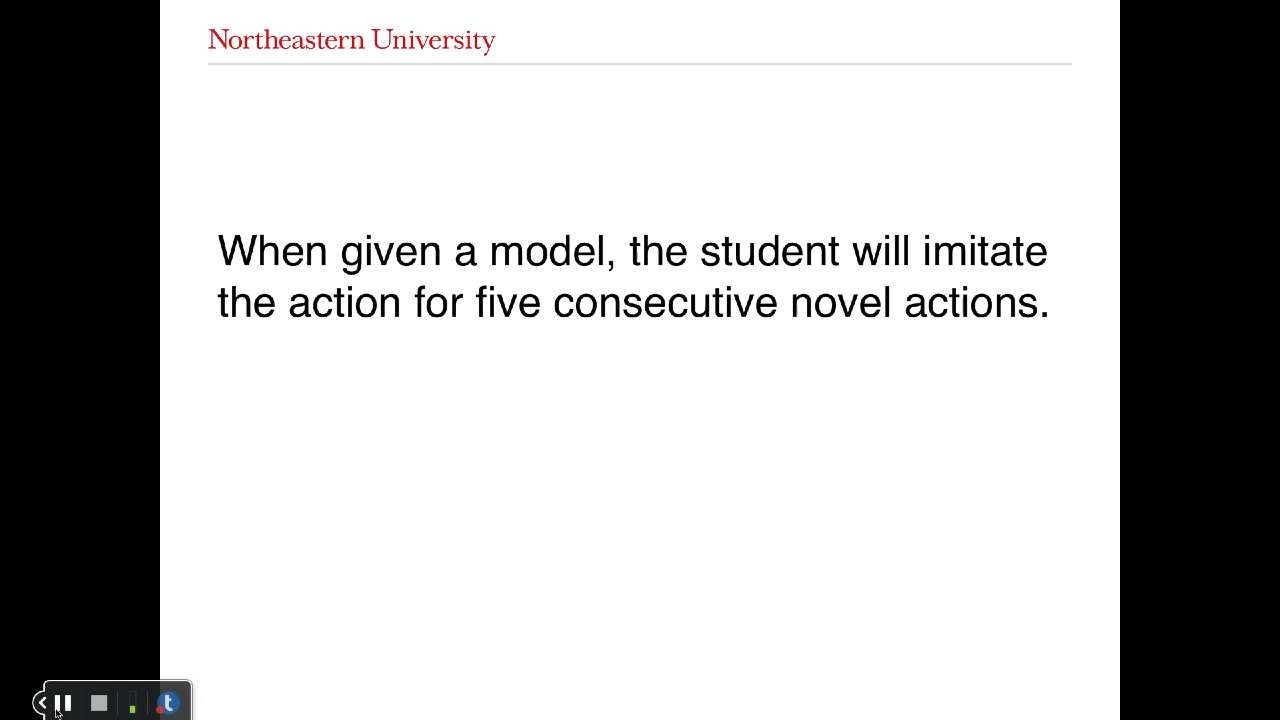 Northeastern University
When given a model, the student will imitate
the action for five consecutive novel actions.
t